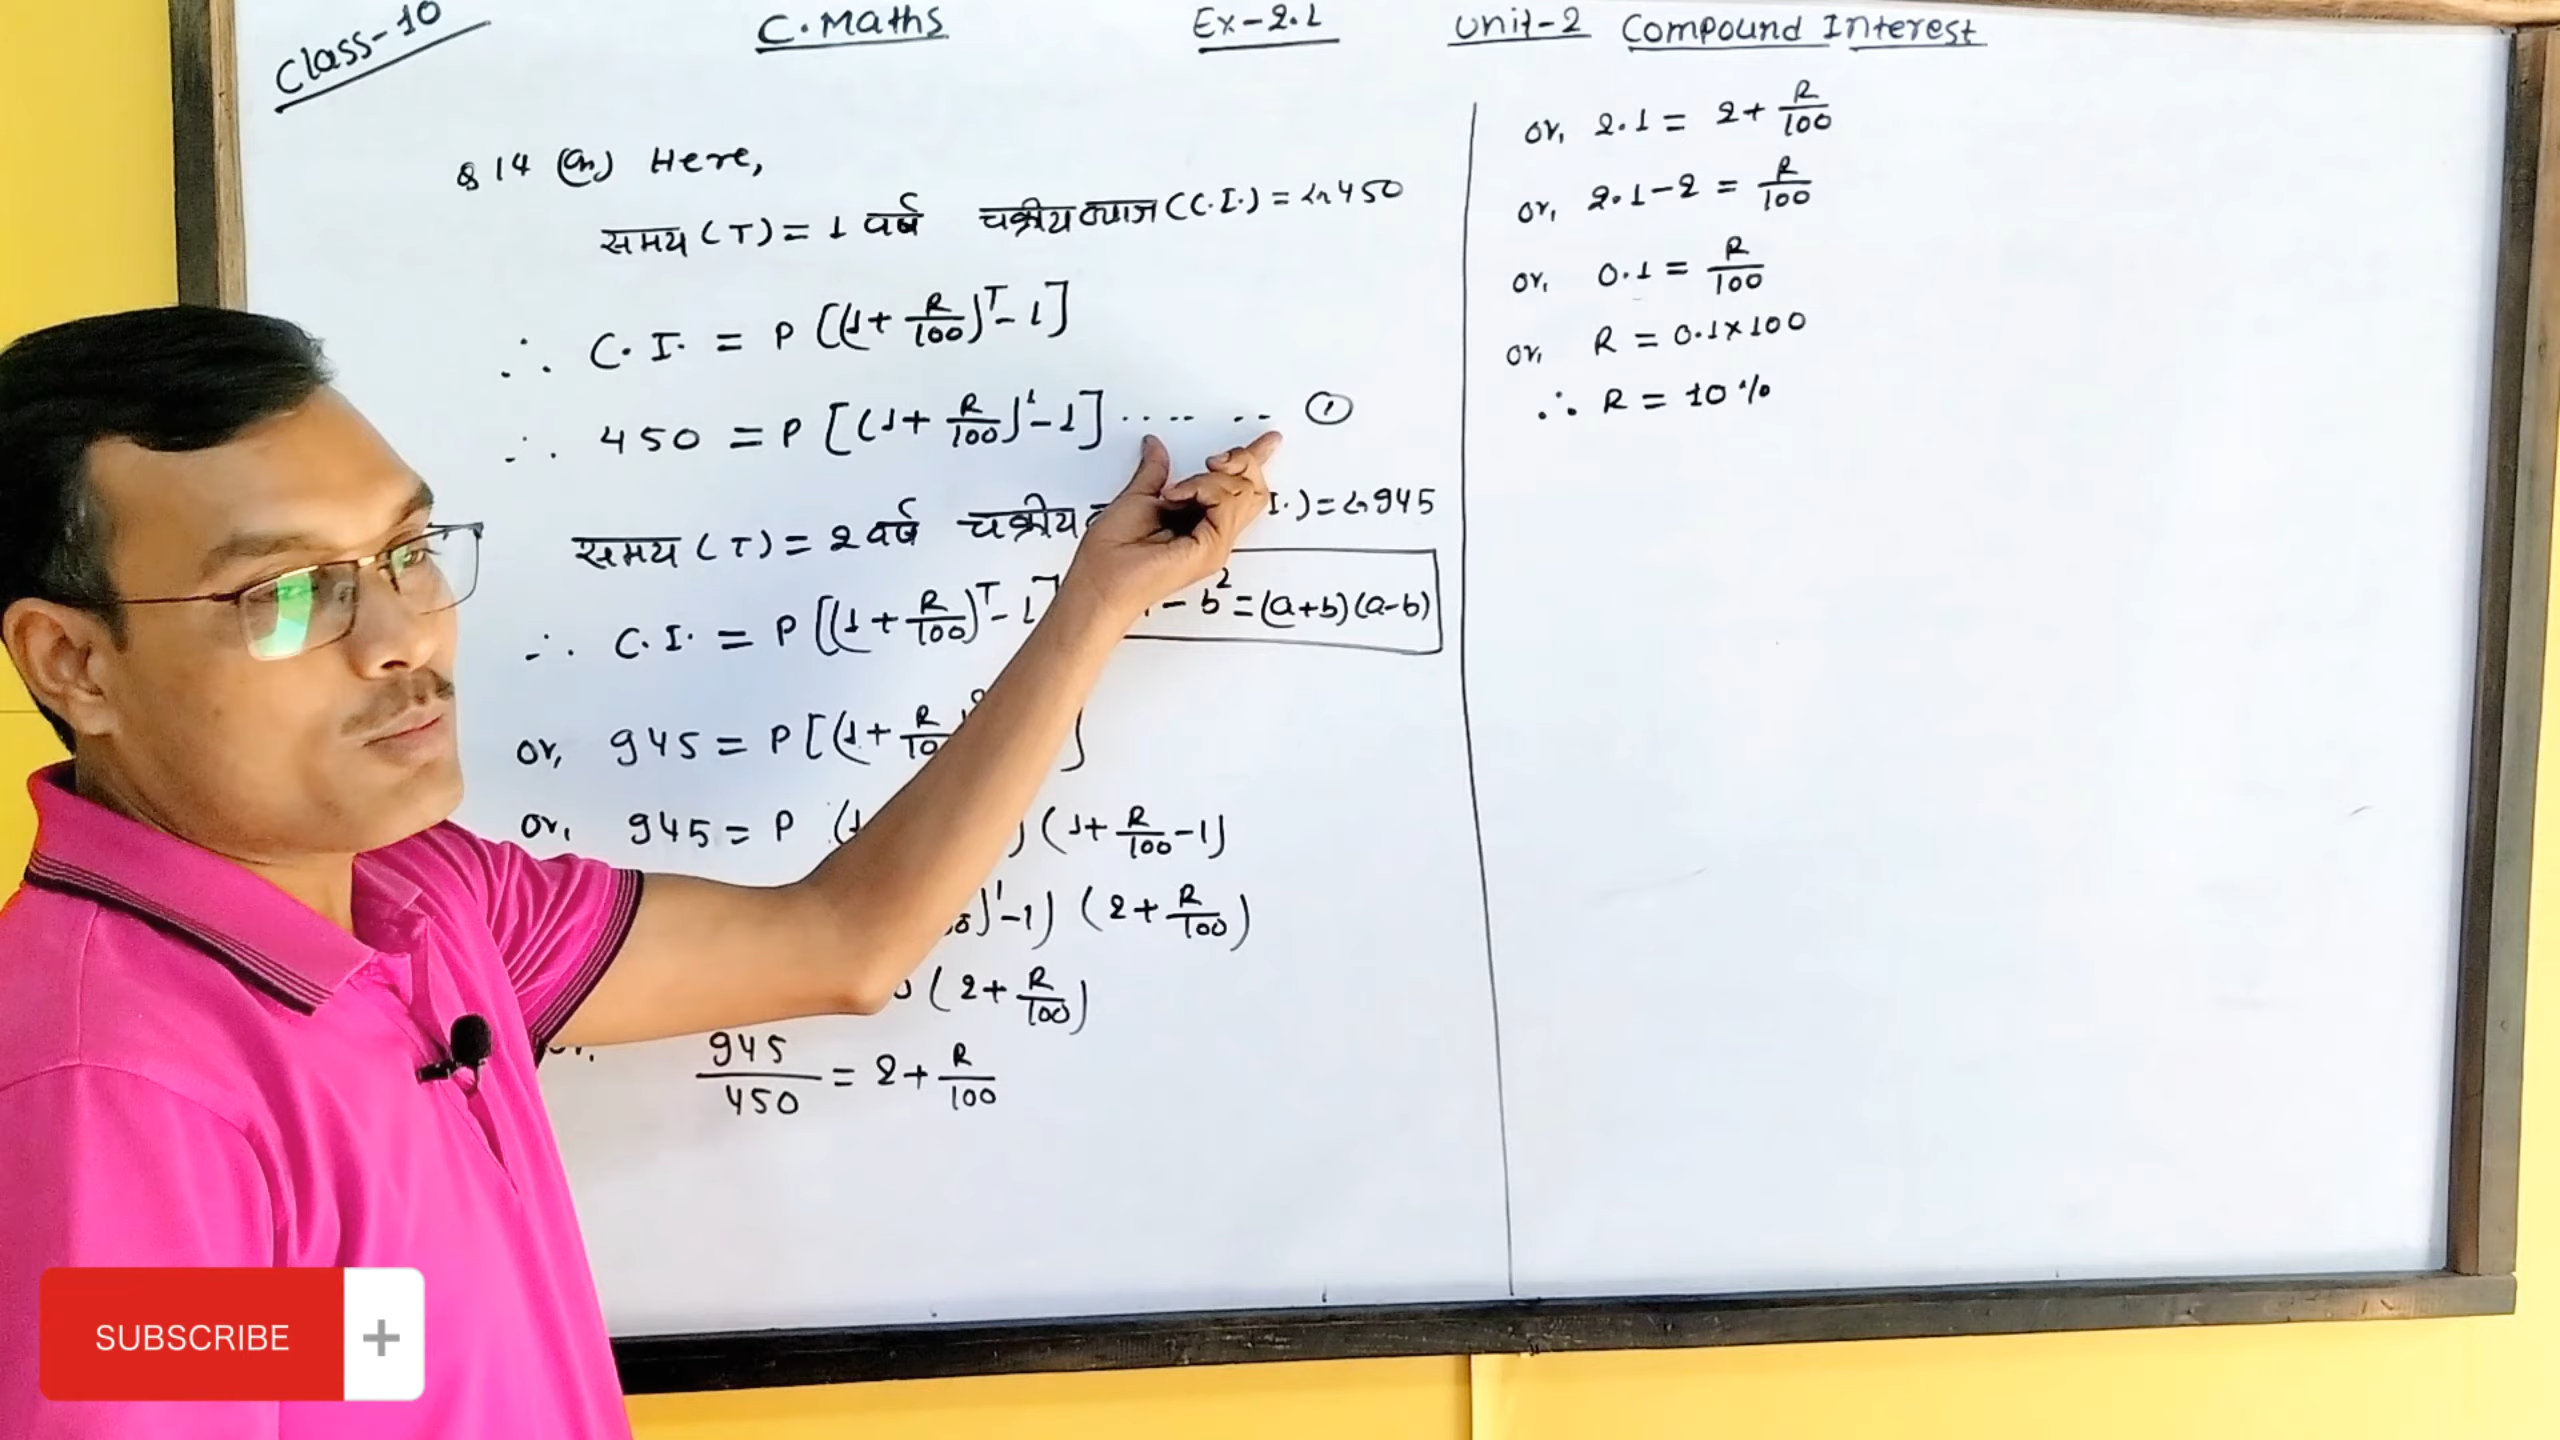 Class-10
C. Maths
Ex-2.1
Unit-2 Compound Interest
Q 14 (क) Here,
समय (T) = 1 वर्ष चक्रीय ब्याज (C.I.) = रु 450
∴ C.I. = P [(1+ R/100)^T - 1]
∴ 450 = P [(1+ R/100)^1 - 1] ...... ①
समय (T) = 2 वर्ष चक्रीय I.) = रु 945
∴ C.I. = P [(1+ R/100)^T - 1]
- b² = (a+b)(a-b)
or, 945 = P [(1+ R/10 ]
or, 945 = P (1 ) (1+ R/100 - 1)
)^1 - 1) (2+ R/100)
(2+ R/100)
or, 945/450 = 2+ R/100
or, 2.1 = 2+ R/100
or, 2.1-2 = R/100
or, 0.1 = R/100
or, R = 0.1×100
∴ R = 10%
SUBSCRIBE +